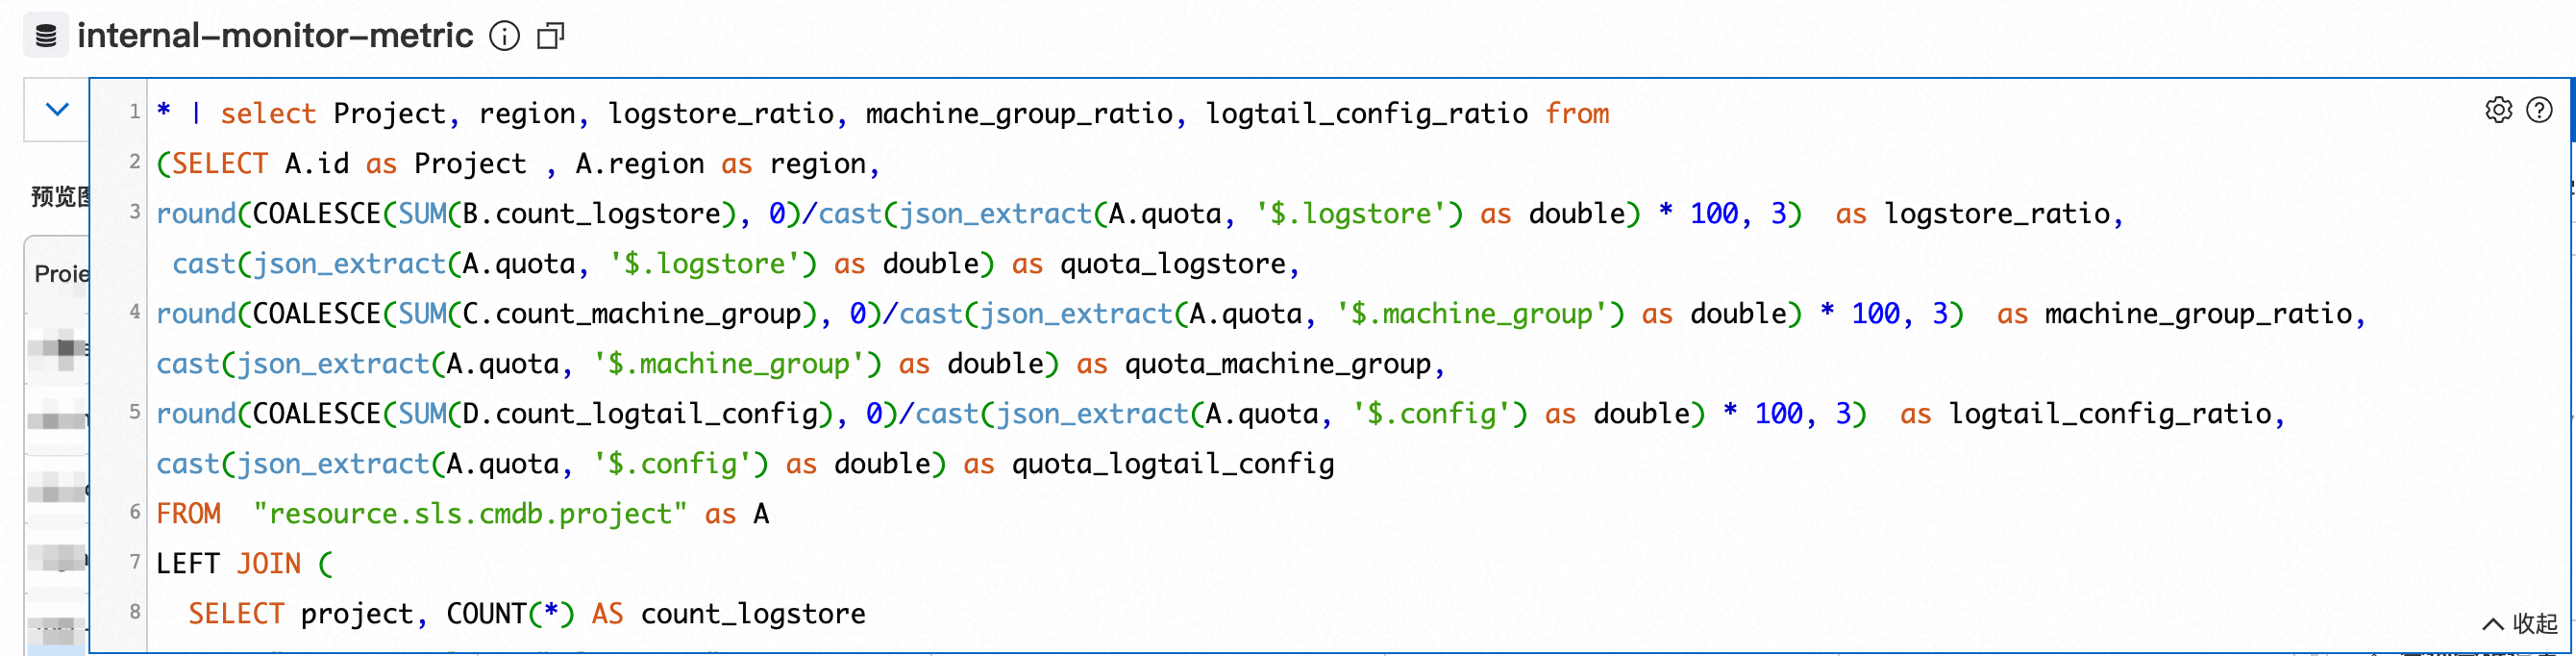 internal-monitor-metric
1 * | select Project, region, logstore_ratio, machine_group_ratio, logtail_config_ratio from
2 (SELECT A.id as Project , A.region as region,
预览图
3 round(COALESCE(SUM(B.count_logstore), 0)/cast(json_extract(A.quota, '$.logstore') as double) * 100, 3)  as logstore_ratio,
cast(json_extract(A.quota, '$.logstore') as double) as quota_logstore,
Proje
4 round(COALESCE(SUM(C.count_machine_group), 0)/cast(json_extract(A.quota, '$.machine_group') as double) * 100, 3)  as machine_group_ratio,
cast(json_extract(A.quota, '$.machine_group') as double) as quota_machine_group,
5 round(COALESCE(SUM(D.count_logtail_config), 0)/cast(json_extract(A.quota, '$.config') as double) * 100, 3)  as logtail_config_ratio,
cast(json_extract(A.quota, '$.config') as double) as quota_logtail_config
6 FROM  "resource.sls.cmdb.project" as A
7 LEFT JOIN (
8 SELECT project, COUNT(*) AS count_logstore
收起